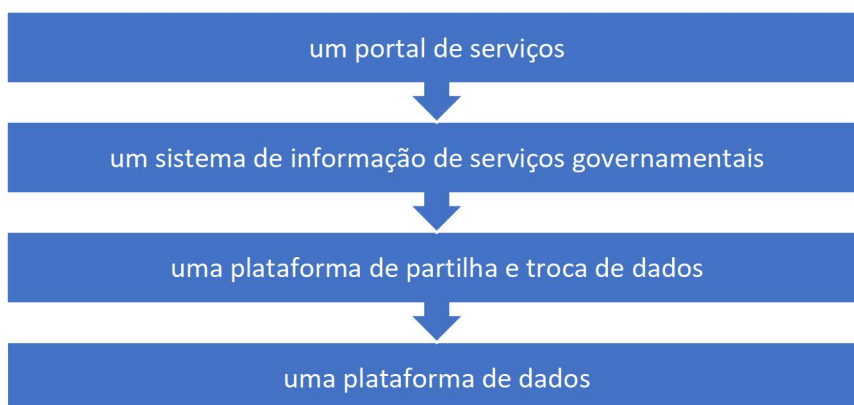 um portal de serviços
um sistema de informação de serviços governamentais
uma plataforma de partilha e troca de dados
uma plataforma de dados